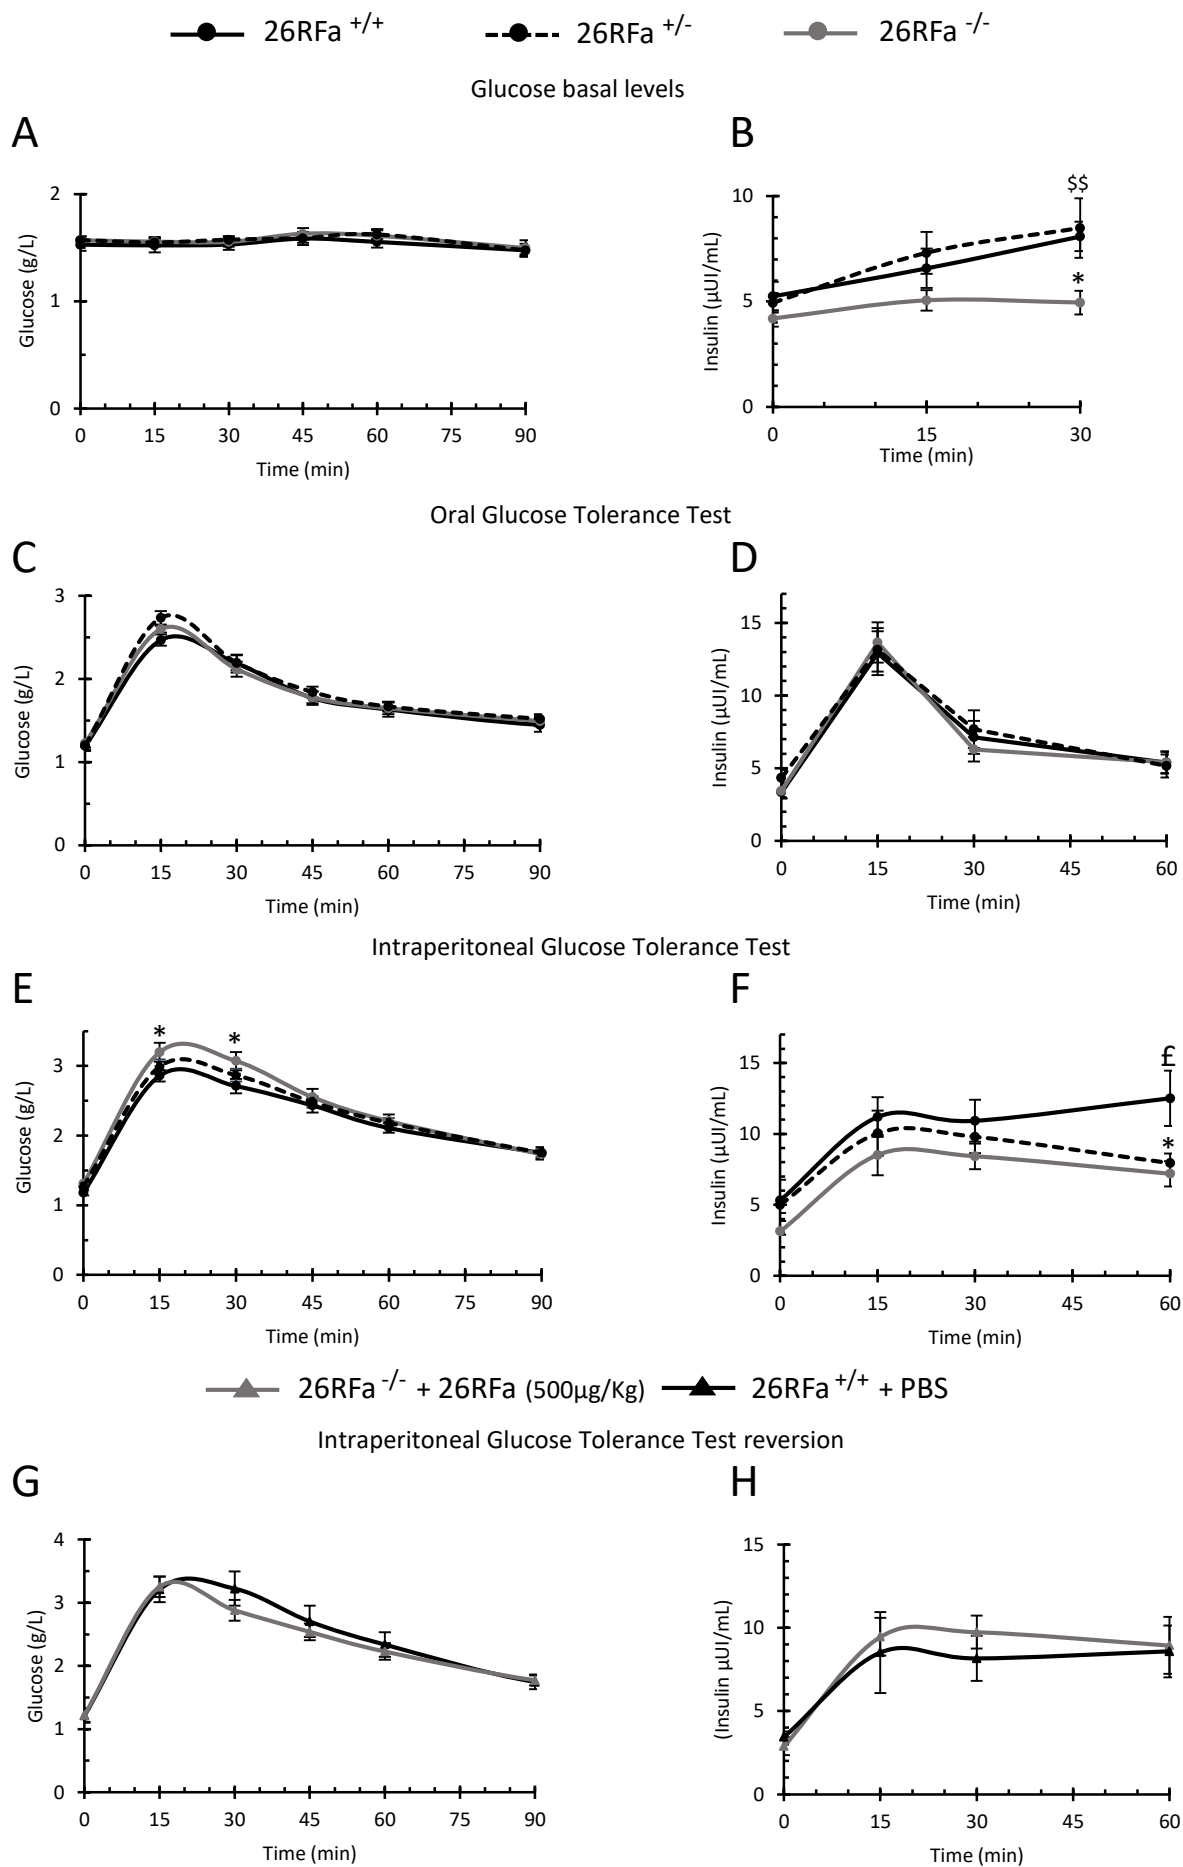 26RFa +/+ 26RFa +/- 26RFa -/-
Glucose basal levels
A
B
2
1
0
Glucose (g/L)
0 15 30 45 60 75 90
Time (min)
10
5
0
Insulin (µUI/mL)
$$
*
0 15 30
Time (min)
Oral Glucose Tolerance Test
C
D
3
2
1
0
Glucose (g/L)
0 15 30 45 60 75 90
Time (min)
15
10
5
0
Insulin (µUI/mL)
0 15 30 45 60
Time (min)
Intraperitoneal Glucose Tolerance Test
E
F
3
2
1
0
Glucose (g/L)
* *
0 15 30 45 60 75 90
Time (min)
15
10
5
0
Insulin (µUI/mL)
£
*
0 15 30 45 60
Time (min)
26RFa -/- + 26RFa (500µg/Kg) 26RFa +/+ + PBS
Intraperitoneal Glucose Tolerance Test reversion
G
H
4
3
2
1
0
Glucose (g/L)
0 15 30 45 60 75 90
Time (min)
15
10
5
0
(Insulin µUI/mL)
0 15 30 45 60
Time (min)